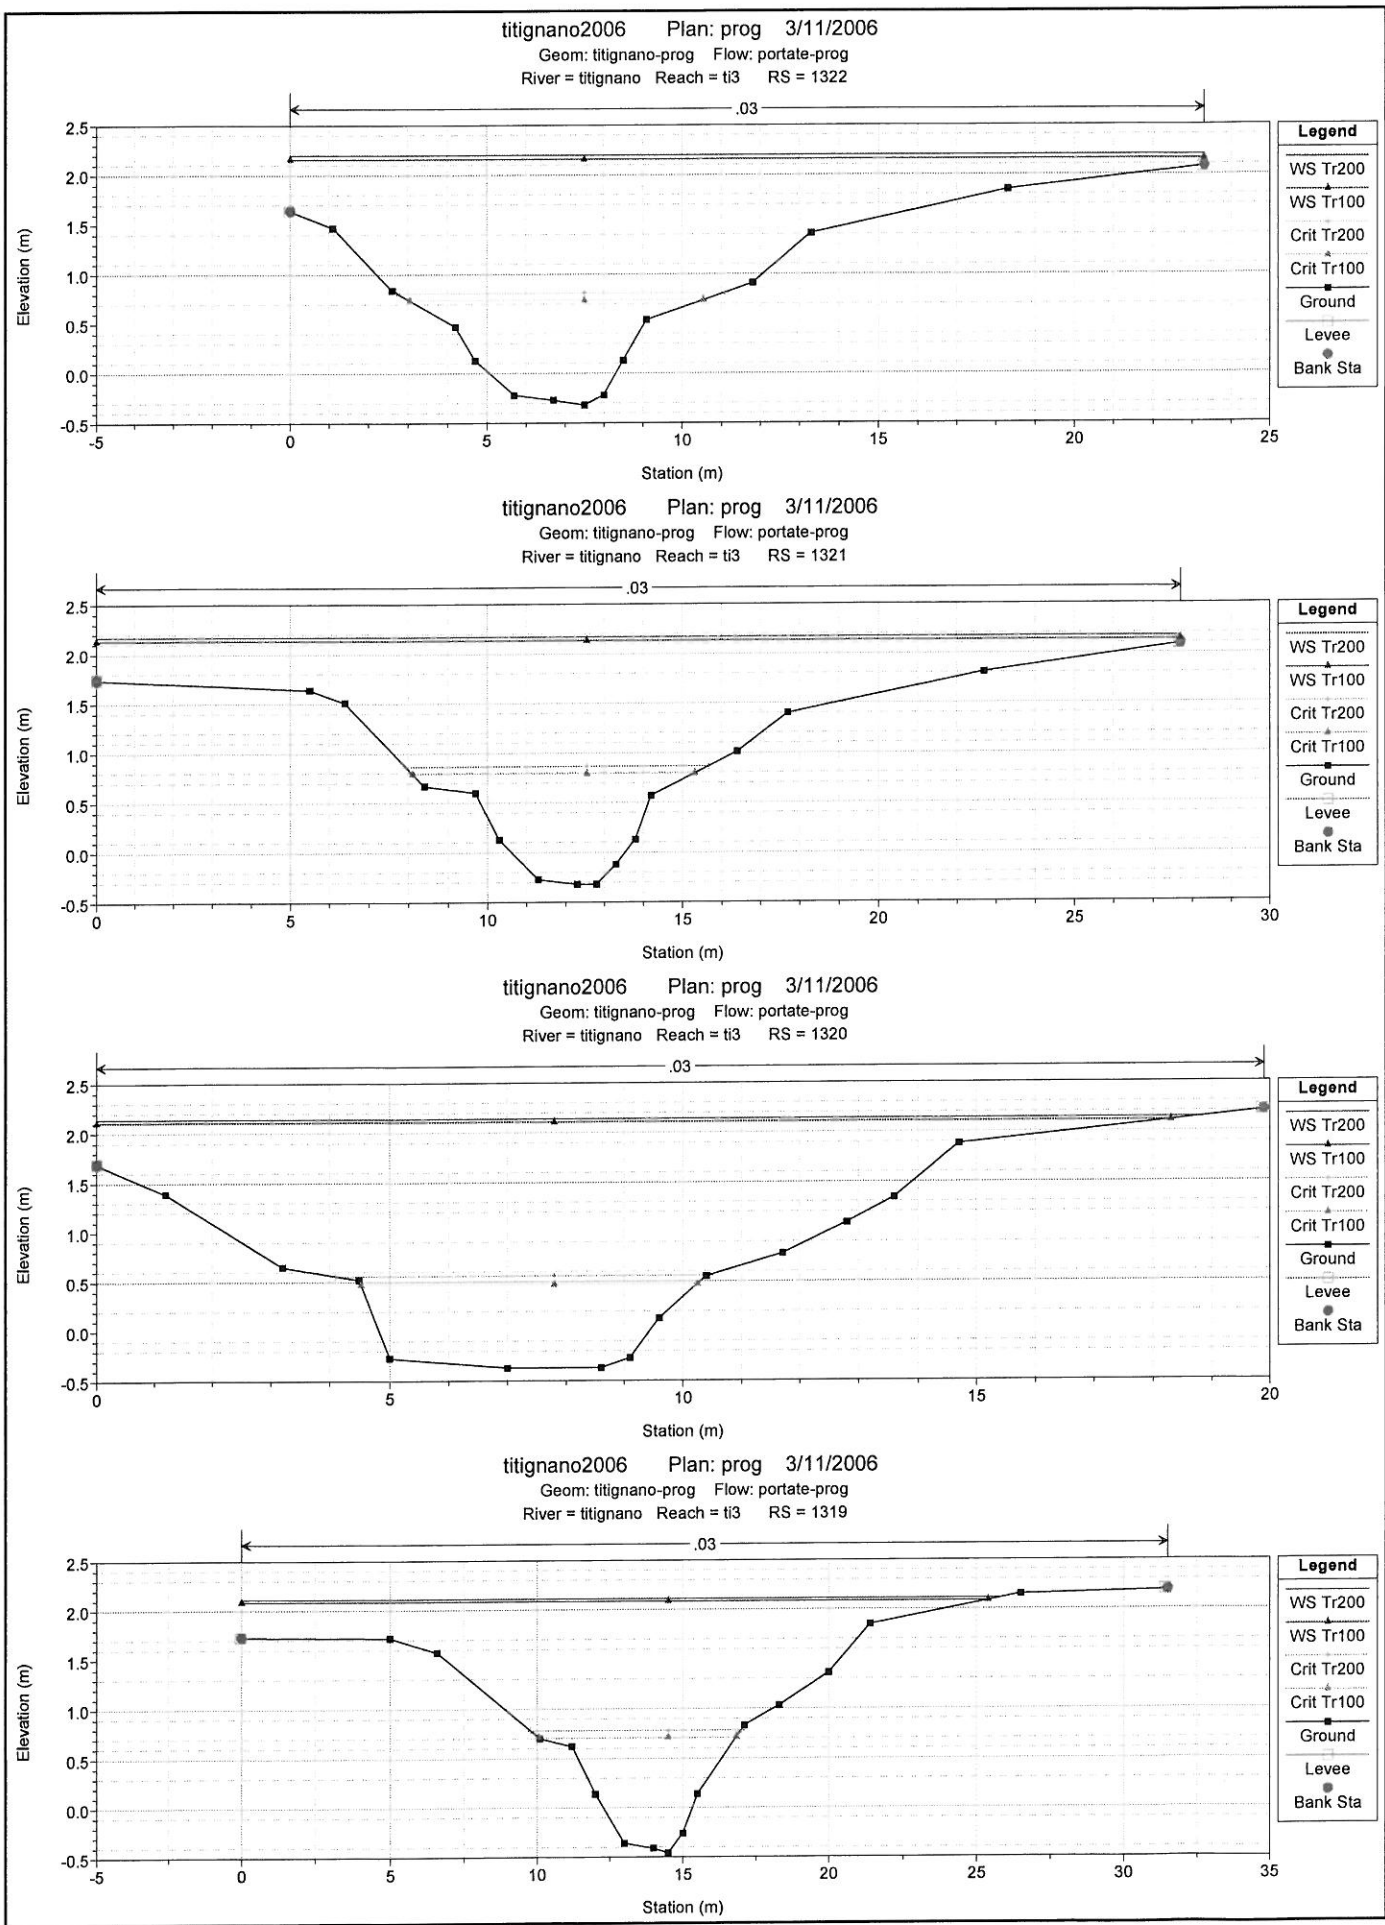 titignano2006 Plan: prog 3/11/2006
Geom: titignano-prog Flow: portate-prog
River = titignano Reach = ti3 RS = 1322
.03
2.5
2.0
1.5
1.0
0.5
0.0
-0.5
Elevation (m)
-5 0 5 10 15 20 25
Station (m)
Legend
WS Tr200
WS Tr100
Crit Tr200
Crit Tr100
Ground
Levee
Bank Sta
titignano2006 Plan: prog 3/11/2006
Geom: titignano-prog Flow: portate-prog
River = titignano Reach = ti3 RS = 1321
.03
2.5
2.0
1.5
1.0
0.5
0.0
-0.5
Elevation (m)
0 5 10 15 20 25 30
Station (m)
Legend
WS Tr200
WS Tr100
Crit Tr200
Crit Tr100
Ground
Levee
Bank Sta
titignano2006 Plan: prog 3/11/2006
Geom: titignano-prog Flow: portate-prog
River = titignano Reach = ti3 RS = 1320
.03
2.5
2.0
1.5
1.0
0.5
0.0
-0.5
Elevation (m)
0 5 10 15 20
Station (m)
Legend
WS Tr200
WS Tr100
Crit Tr200
Crit Tr100
Ground
Levee
Bank Sta
titignano2006 Plan: prog 3/11/2006
Geom: titignano-prog Flow: portate-prog
River = titignano Reach = ti3 RS = 1319
.03
2.5
2.0
1.5
1.0
0.5
0.0
-0.5
Elevation (m)
-5 0 5 10 15 20 25 30 35
Station (m)
Legend
WS Tr200
WS Tr100
Crit Tr200
Crit Tr100
Ground
Levee
Bank Sta